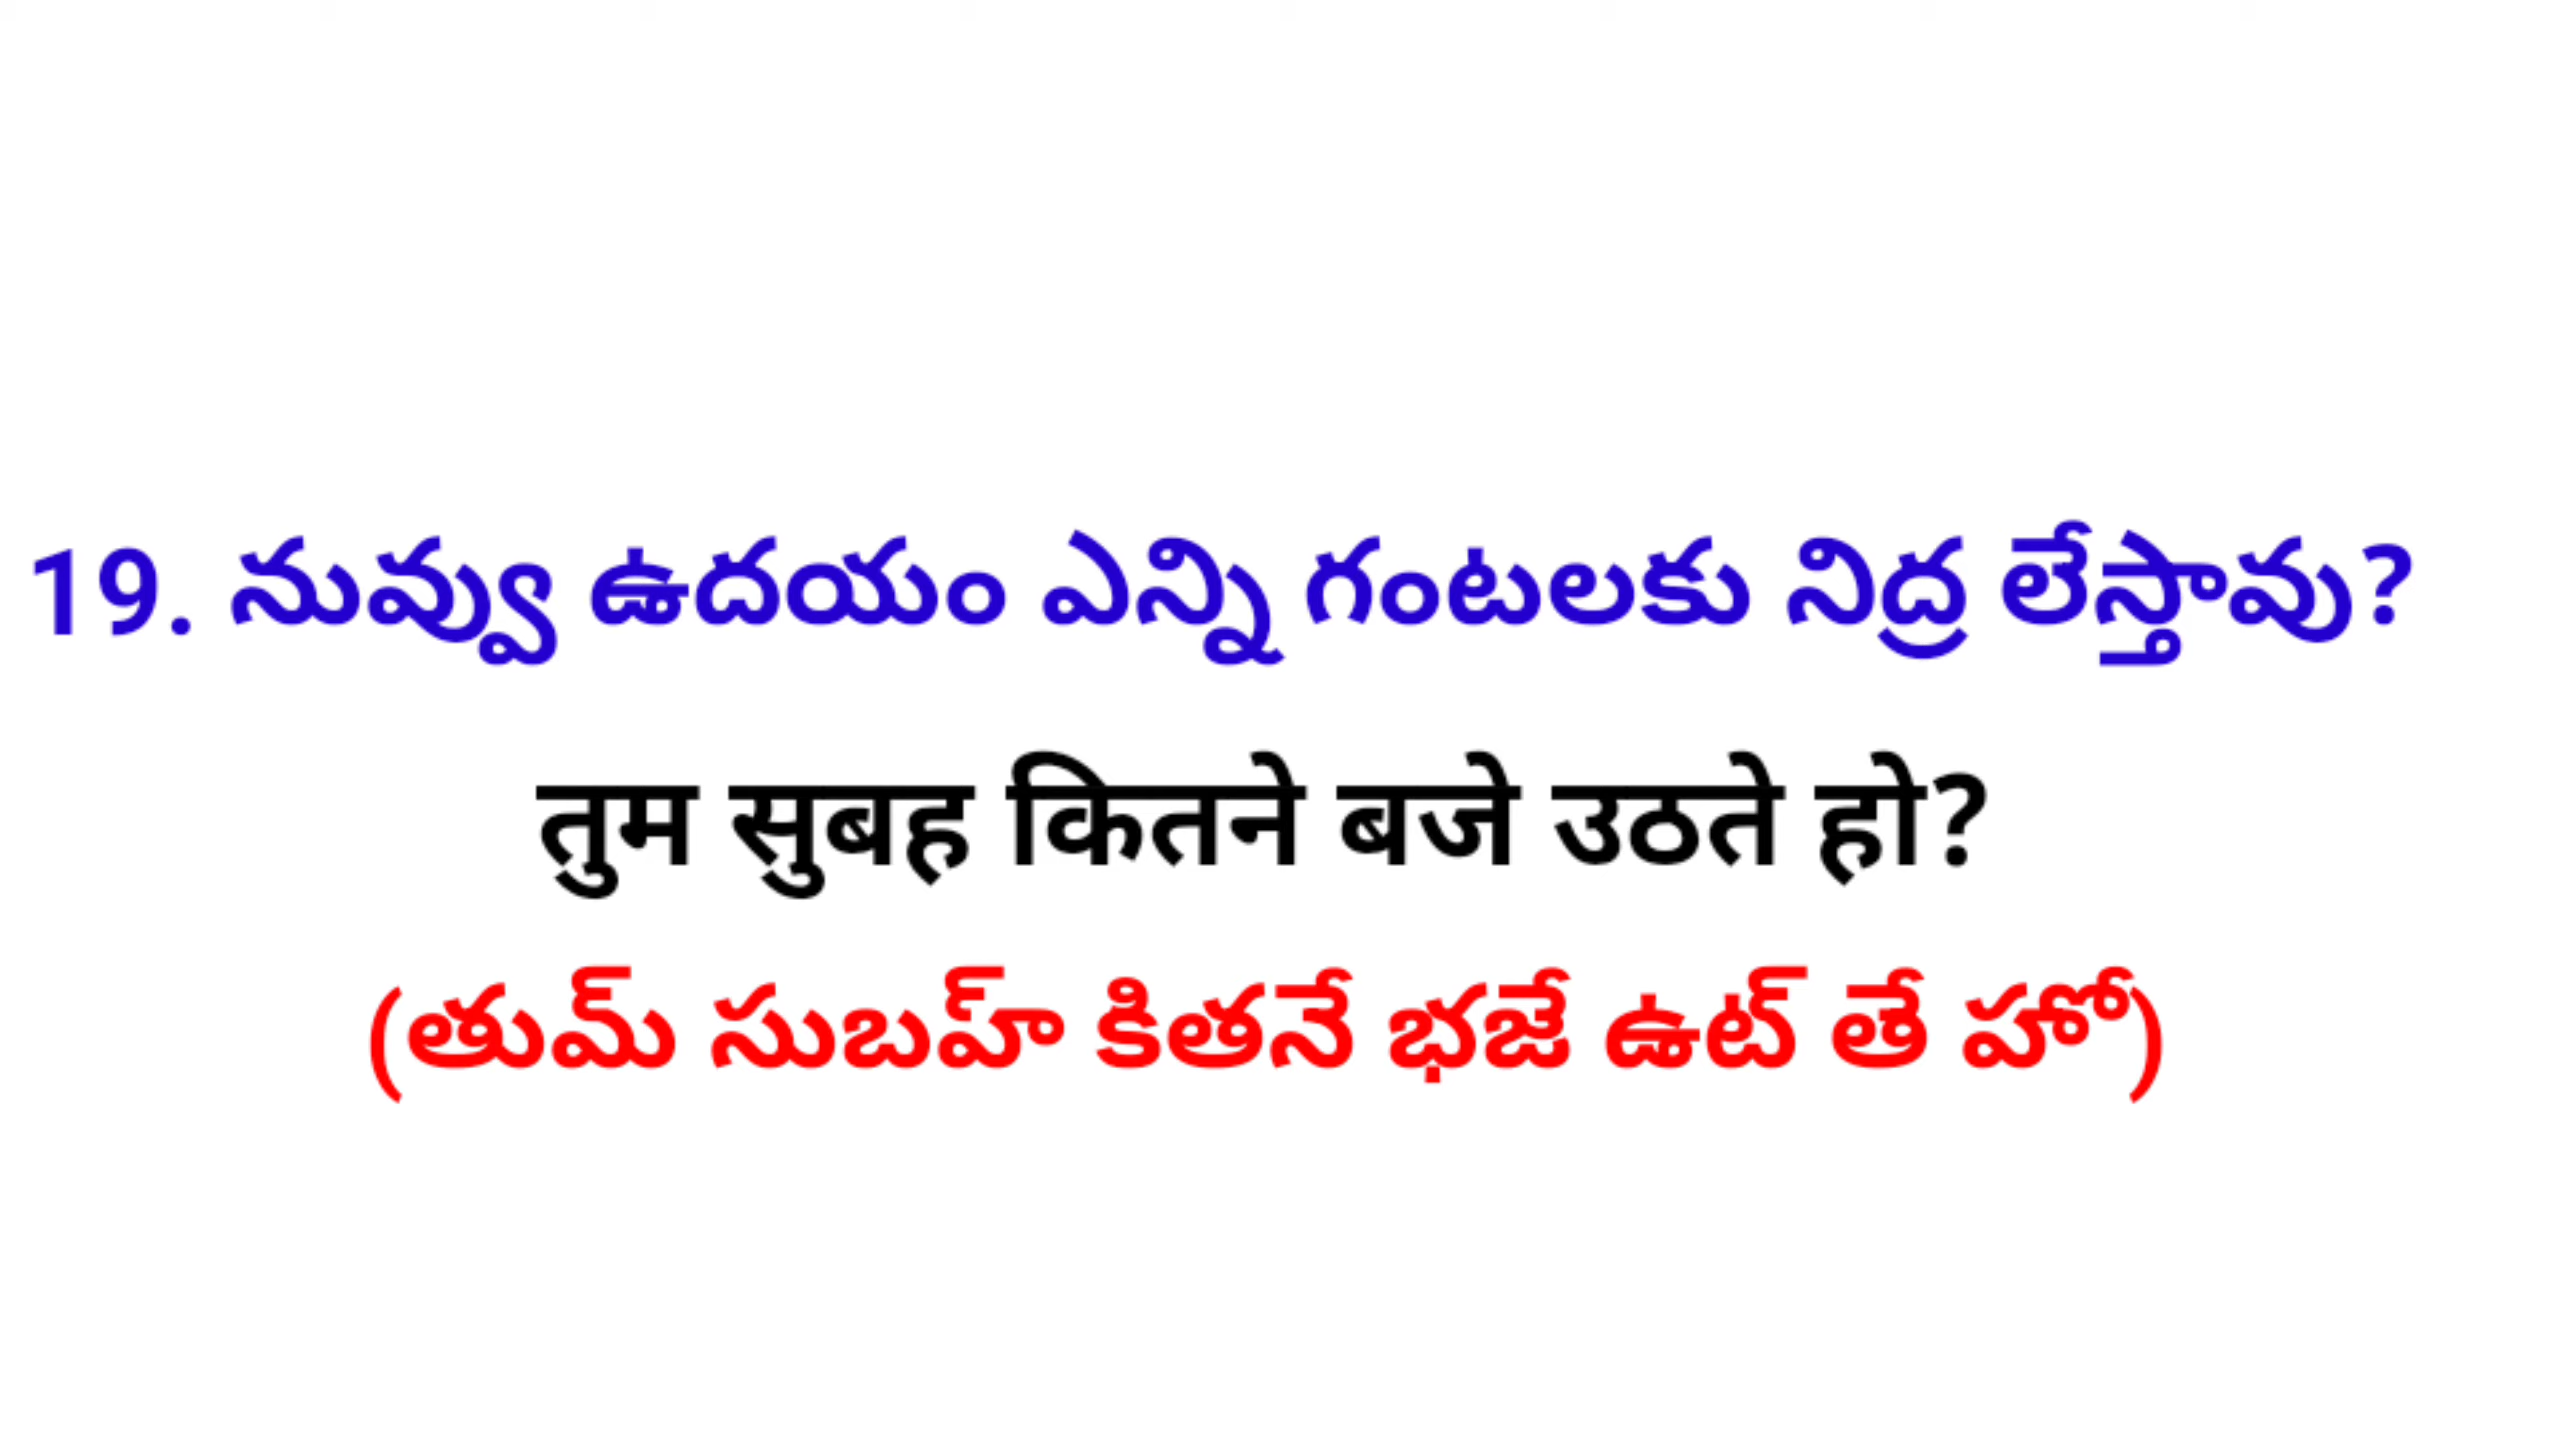 19. నువ్వు ఉదయం ఎన్ని గంటలకు నిద్ర లేస్తావు?
तुम सुबह कितने बजे उठते हो?
(తుమ్ సుబహ్ కితనే భజే ఉట్ తే హో)